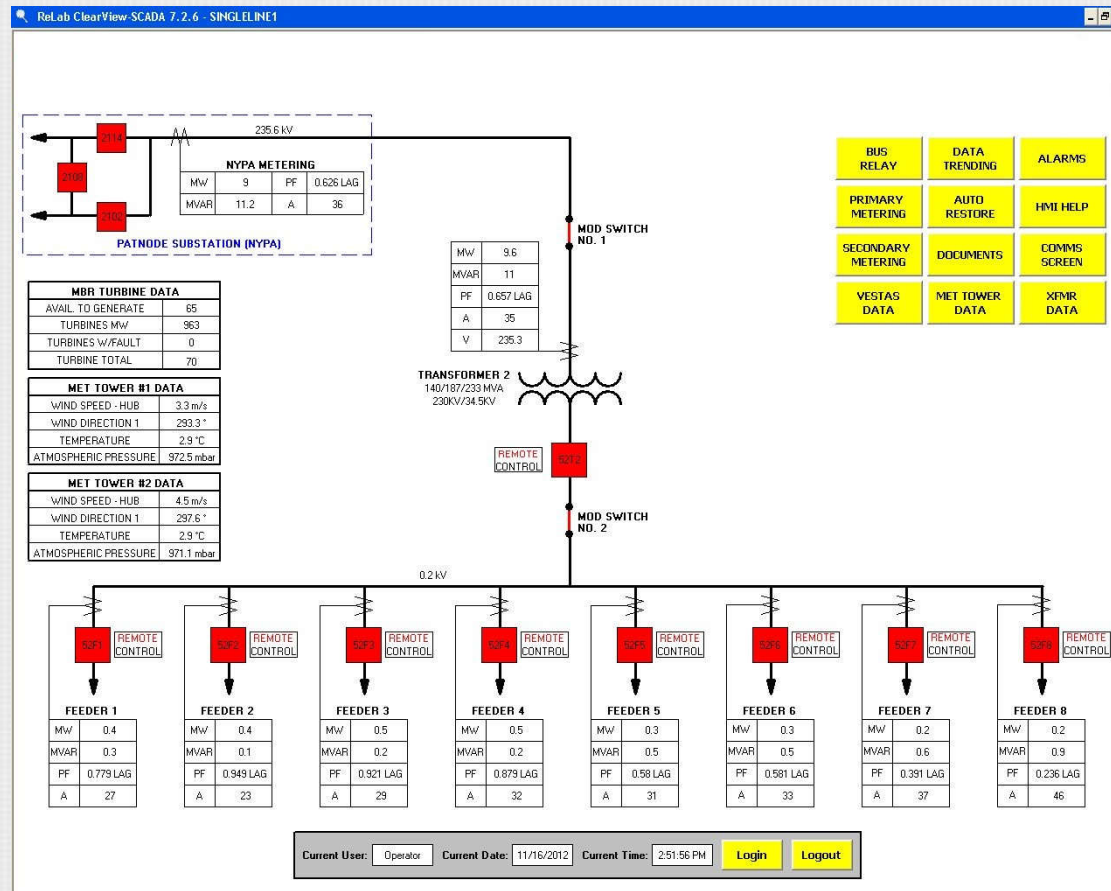 ReLab ClearView-SCADA 7.2.6 - SINGLELINE1
235.6 kV
2114
2108
2102
NYPA METERING
MW 9 PF 0.626 LAG
MVAR 11.2 A 36
PATNODE SUBSTATION (NYPA)
BUS RELAY
DATA TRENDING
ALARMS
PRIMARY METERING
AUTO RESTORE
HMI HELP
SECONDARY METERING
DOCUMENTS
COMMS SCREEN
VESTAS DATA
MET TOWER DATA
XFMR DATA
MOD SWITCH
NO. 1
MW 9.6
MVAR 11
PF 0.657 LAG
A 35
V 235.3
MBR TURBINE DATA
AVAIL. TO GENERATE 65
TURBINES MW 963
TURBINES W/FAULT 0
TURBINE TOTAL 70
MET TOWER #1 DATA
WIND SPEED - HUB 3.3 m/s
WIND DIRECTION 1 293.3 °
TEMPERATURE 2.9 °C
ATMOSPHERIC PRESSURE 972.5 mbar
MET TOWER #2 DATA
WIND SPEED - HUB 4.5 m/s
WIND DIRECTION 1 297.6 °
TEMPERATURE 2.9 °C
ATMOSPHERIC PRESSURE 971.1 mbar
TRANSFORMER 2
140/187/233 MVA
230KV/34.5KV
REMOTE
CONTROL
52T2
MOD SWITCH
NO. 2
0.2 kV
52F1 REMOTE CONTROL
52F2 REMOTE CONTROL
52F3 REMOTE CONTROL
52F4 REMOTE CONTROL
52F5 REMOTE CONTROL
52F6 REMOTE CONTROL
52F7 REMOTE CONTROL
52F8 REMOTE CONTROL
FEEDER 1
MW 0.4
MVAR 0.3
PF 0.779 LAG
A 27
FEEDER 2
MW 0.4
MVAR 0.1
PF 0.949 LAG
A 23
FEEDER 3
MW 0.5
MVAR 0.2
PF 0.921 LAG
A 29
FEEDER 4
MW 0.5
MVAR 0.2
PF 0.879 LAG
A 32
FEEDER 5
MW 0.3
MVAR 0.5
PF 0.58 LAG
A 31
FEEDER 6
MW 0.3
MVAR 0.5
PF 0.581 LAG
A 33
FEEDER 7
MW 0.2
MVAR 0.6
PF 0.391 LAG
A 37
FEEDER 8
MW 0.2
MVAR 0.9
PF 0.236 LAG
A 46
Current User: Operator Current Date: 11/16/2012 Current Time: 2:51:56 PM Login Logout